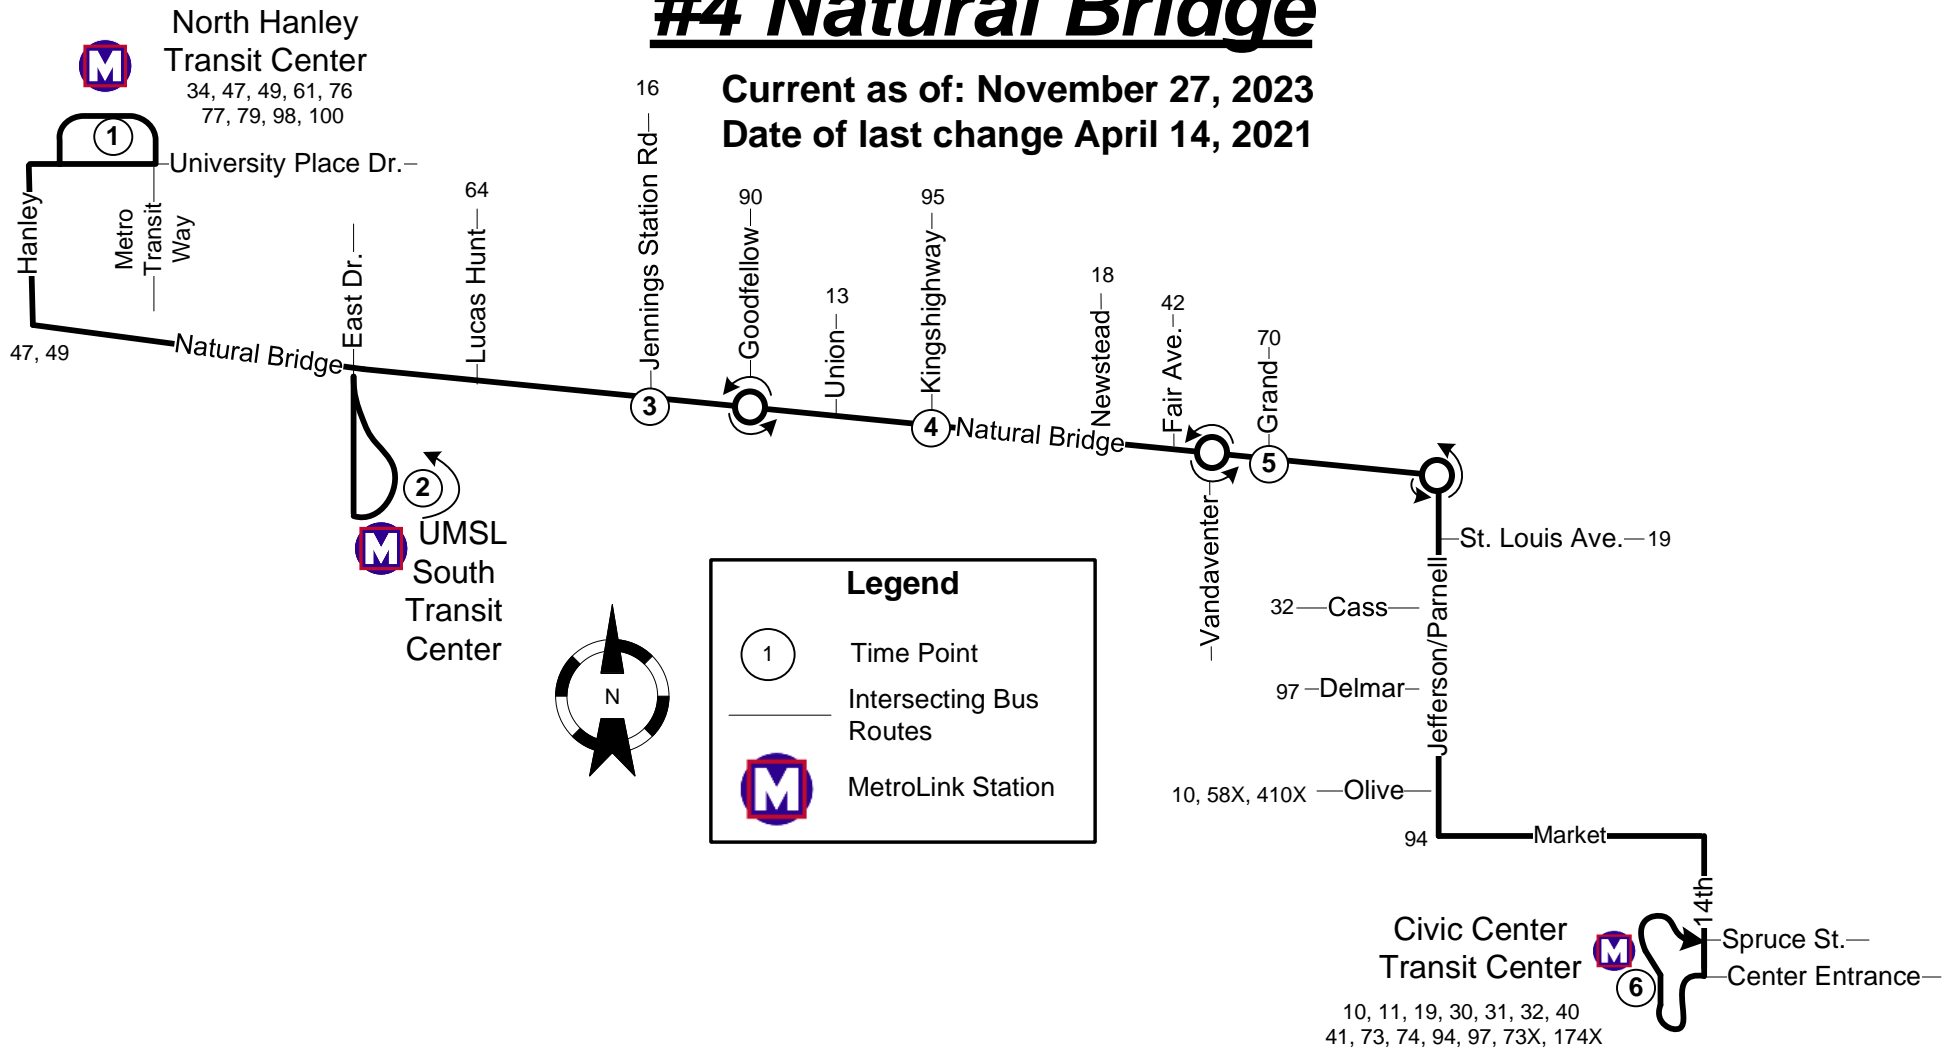 #4 Natural Bridge
Current as of: November 27, 2023
Date of last change April 14, 2021
North Hanley
Transit Center
34, 47, 49, 61, 76
77, 79, 98, 100
M
1
University Place Dr.
Hanley
Metro
Transit
Way
47, 49
Natural Bridge
East Dr.
64
Lucas Hunt
16
Jennings Station Rd
3
90
Goodfellow
13
Union
95
Kingshighway
4
Natural Bridge
18
Newstead
42
Fair Ave.
Vandaventer
70
Grand
5
2
M
UMSL
South
Transit
Center
N
Legend
1
Time Point
Intersecting Bus
Routes
M
MetroLink Station
St. Louis Ave.
19
32
Cass
97
Delmar
Jefferson/Parnell
10, 58X, 410X
Olive
94
Market
14th
Spruce St.
Center Entrance
Civic Center
Transit Center
M
6
10, 11, 19, 30, 31, 32, 40
41, 73, 74, 94, 97, 73X, 174X